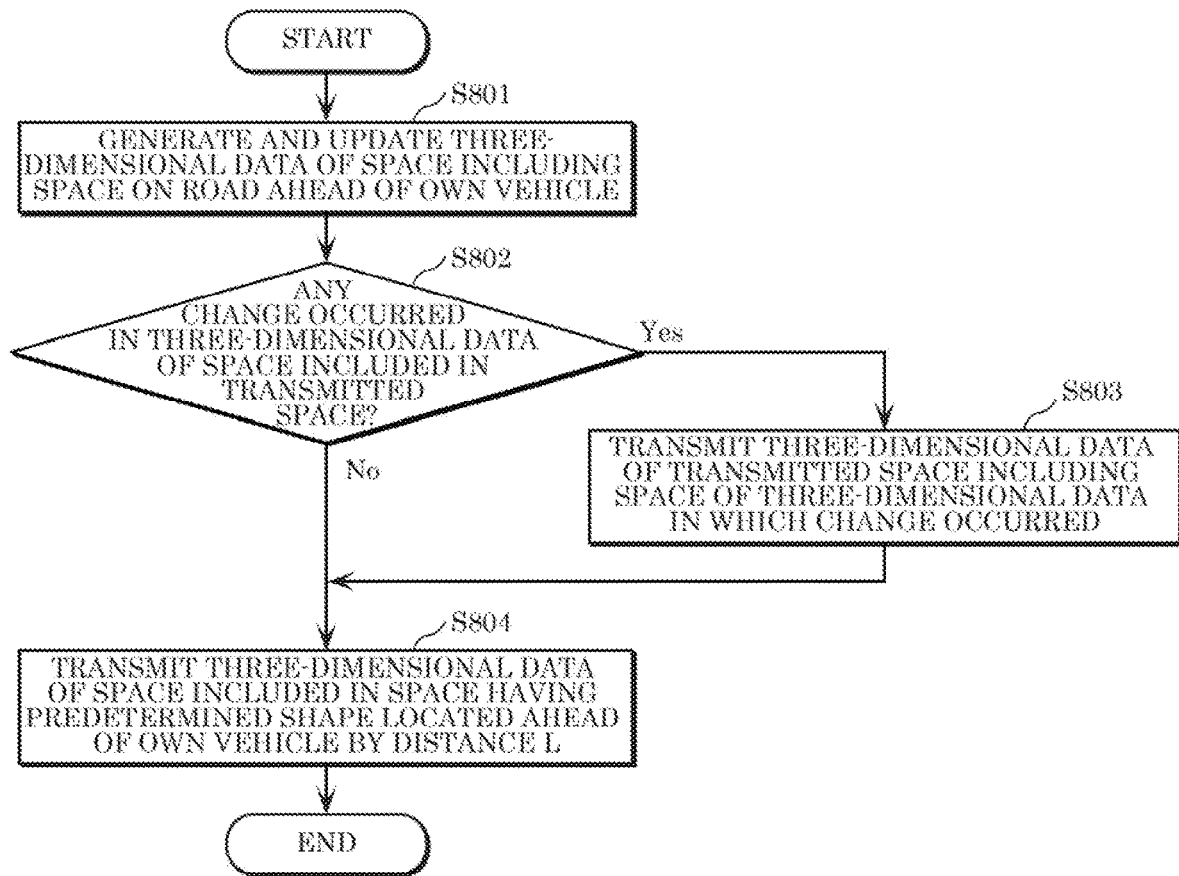 START
S801
GENERATE AND UPDATE THREE-
DIMENSIONAL DATA OF SPACE INCLUDING
SPACE ON ROAD AHEAD OF OWN VEHICLE
S802
ANY
CHANGE OCCURRED
IN THREE-DIMENSIONAL DATA
OF SPACE INCLUDED IN
TRANSMITTED
SPACE?
Yes
No
S803
TRANSMIT THREE-DIMENSIONAL DATA
OF TRANSMITTED SPACE INCLUDING
SPACE OF THREE-DIMENSIONAL DATA
IN WHICH CHANGE OCCURRED
S804
TRANSMIT THREE-DIMENSIONAL DATA
OF SPACE INCLUDED IN SPACE HAVING
PREDETERMINED SHAPE LOCATED AHEAD
OF OWN VEHICLE BY DISTANCE L
END